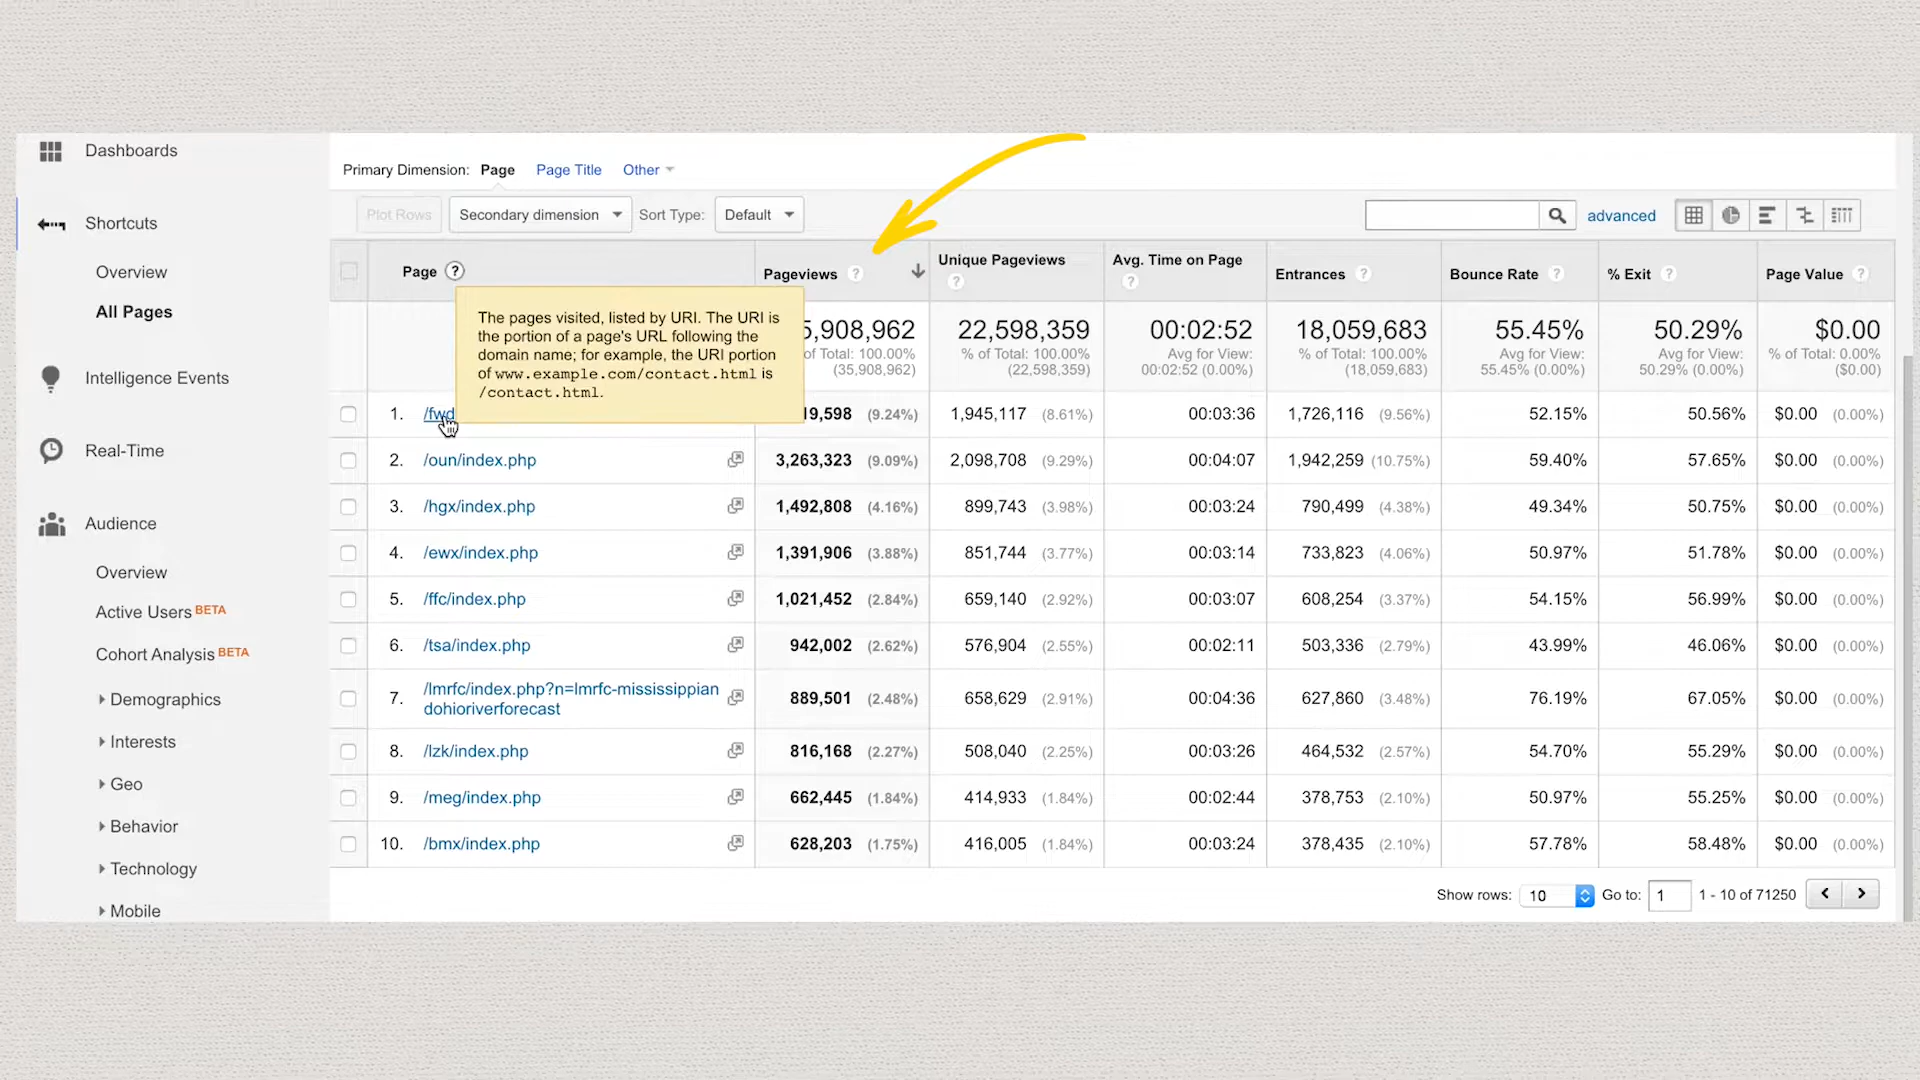 Dashboards
Shortcuts
Overview
All Pages
Intelligence Events
Real-Time
Audience
Overview
Active Users BETA
Cohort Analysis BETA
Demographics
Interests
Geo
Behavior
Technology
Mobile
Primary Dimension: Page Page Title Other
Plot Rows Secondary dimension Sort Type: Default advanced
Page ? Pageviews ? Unique Pageviews ? Avg. Time on Page ? Entrances ? Bounce Rate ? % Exit ? Page Value ?
The pages visited, listed by URI. The URI is
the portion of a page's URL following the
domain name; for example, the URI portion
of www.example.com/contact.html is
/contact.html.
5,908,962 22,598,359 00:02:52 18,059,683 55.45% 50.29% $0.00
of Total: 100.00% % of Total: 100.00% Avg for View: % of Total: 100.00% Avg for View: Avg for View: % of Total: 0.00%
(35,908,962) (22,598,359) 00:02:52 (0.00%) (18,059,683) 55.45% (0.00%) 50.29% (0.00%) ($0.00)
1. /fwd 19,598 (9.24%) 1,945,117 (8.61%) 00:03:36 1,726,116 (9.56%) 52.15% 50.56% $0.00 (0.00%)
2. /oun/index.php 3,263,323 (9.09%) 2,098,708 (9.29%) 00:04:07 1,942,259 (10.75%) 59.40% 57.65% $0.00 (0.00%)
3. /hgx/index.php 1,492,808 (4.16%) 899,743 (3.98%) 00:03:24 790,499 (4.38%) 49.34% 50.75% $0.00 (0.00%)
4. /ewx/index.php 1,391,906 (3.88%) 851,744 (3.77%) 00:03:14 733,823 (4.06%) 50.97% 51.78% $0.00 (0.00%)
5. /ffc/index.php 1,021,452 (2.84%) 659,140 (2.92%) 00:03:07 608,254 (3.37%) 54.15% 56.99% $0.00 (0.00%)
6. /tsa/index.php 942,002 (2.62%) 576,904 (2.55%) 00:02:11 503,336 (2.79%) 43.99% 46.06% $0.00 (0.00%)
7. /lmrfc/index.php?n=lmrfc-mississippian
dohioriverforecast 889,501 (2.48%) 658,629 (2.91%) 00:04:36 627,860 (3.48%) 76.19% 67.05% $0.00 (0.00%)
8. /lzk/index.php 816,168 (2.27%) 508,040 (2.25%) 00:03:26 464,532 (2.57%) 54.70% 55.29% $0.00 (0.00%)
9. /meg/index.php 662,445 (1.84%) 414,933 (1.84%) 00:02:44 378,753 (2.10%) 50.97% 55.25% $0.00 (0.00%)
10. /bmx/index.php 628,203 (1.75%) 416,005 (1.84%) 00:03:24 378,435 (2.10%) 57.78% 58.48% $0.00 (0.00%)
Show rows: 10 Go to: 1 1 - 10 of 71250